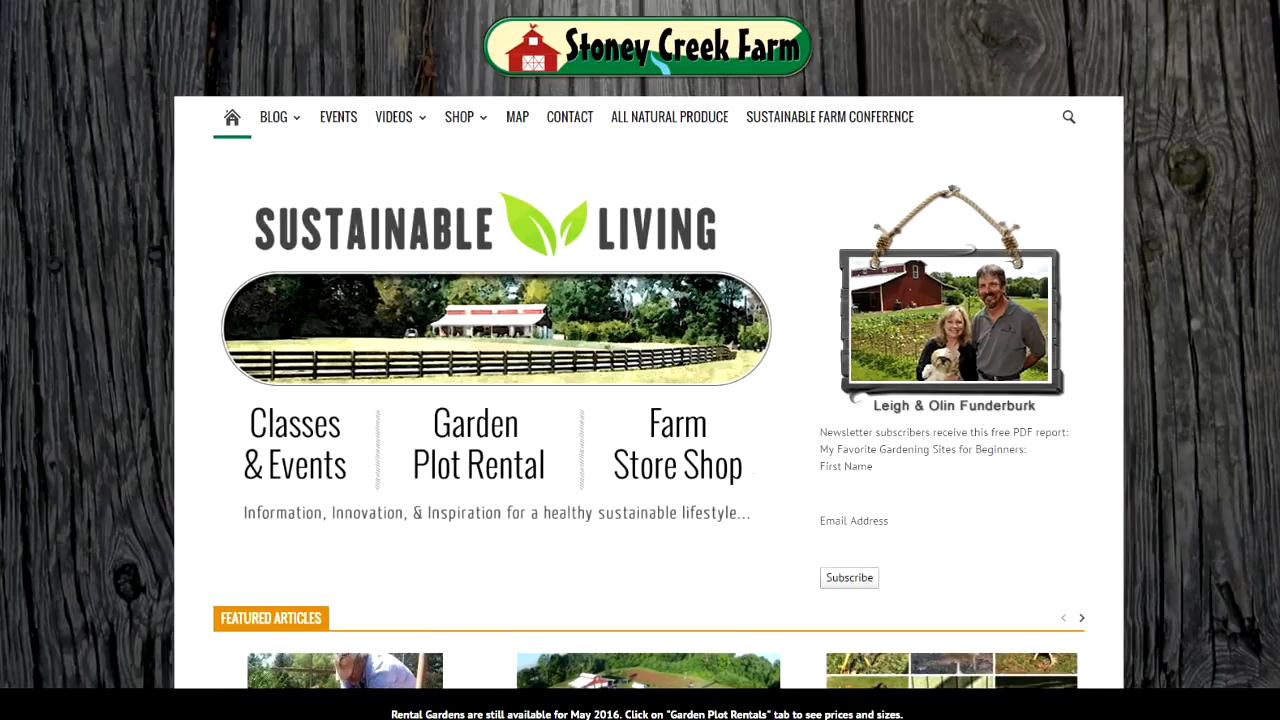 Stoney Creek Farm
BLOG EVENTS VIDEOS SHOP MAP CONTACT ALL NATURAL PRODUCE SUSTAINABLE FARM CONFERENCE
SUSTAINABLE LIVING
Classes
& Events
Garden
Plot Rental
Farm
Store Shop
Information, Innovation, & Inspiration for a healthy sustainable lifestyle...
Leigh & Olin Funderburk
Newsletter subscribers receive this free PDF report:
My Favorite Gardening Sites for Beginners:
First Name
Email Address
Subscribe
FEATURED ARTICLES
Rental Gardens are still available for May 2016. Click on "Garden Plot Rentals" tab to see prices and sizes.